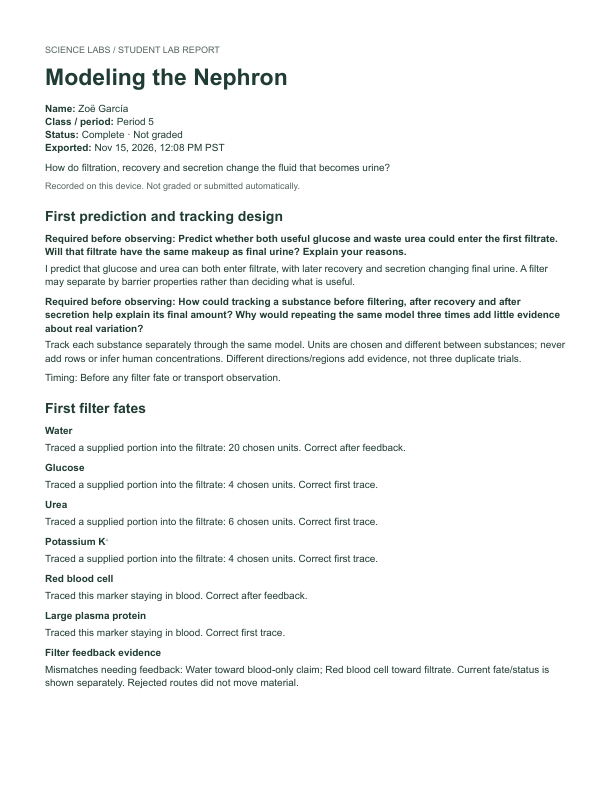 SCIENCE LABS / STUDENT LAB REPORT
Modeling the Nephron
Name: Zoë García
Class / period: Period 5
Status: Complete · Not graded
Exported: Nov 15, 2026, 12:08 PM PST
How do filtration, recovery and secretion change the fluid that becomes urine?
Recorded on this device. Not graded or submitted automatically.
First prediction and tracking design
Required before observing: Predict whether both useful glucose and waste urea could enter the first filtrate.
Will that filtrate have the same makeup as final urine? Explain your reasons.
I predict that glucose and urea can both enter filtrate, with later recovery and secretion changing final urine. A filter
may separate by barrier properties rather than deciding what is useful.
Required before observing: How could tracking a substance before filtering, after recovery and after
secretion help explain its final amount? Why would repeating the same model three times add little evidence
about real variation?
Track each substance separately through the same model. Units are chosen and different between substances; never
add rows or infer human concentrations. Different directions/regions add evidence, not three duplicate trials.
Timing: Before any filter fate or transport observation.
First filter fates
Water
Traced a supplied portion into the filtrate: 20 chosen units. Correct after feedback.
Glucose
Traced a supplied portion into the filtrate: 4 chosen units. Correct first trace.
Urea
Traced a supplied portion into the filtrate: 6 chosen units. Correct first trace.
Potassium K⁺
Traced a supplied portion into the filtrate: 4 chosen units. Correct first trace.
Red blood cell
Traced this marker staying in blood. Correct after feedback.
Large plasma protein
Traced this marker staying in blood. Correct first trace.
Filter feedback evidence
Mismatches needing feedback: Water toward blood-only claim; Red blood cell toward filtrate. Current fate/status is
shown separately. Rejected routes did not move material.